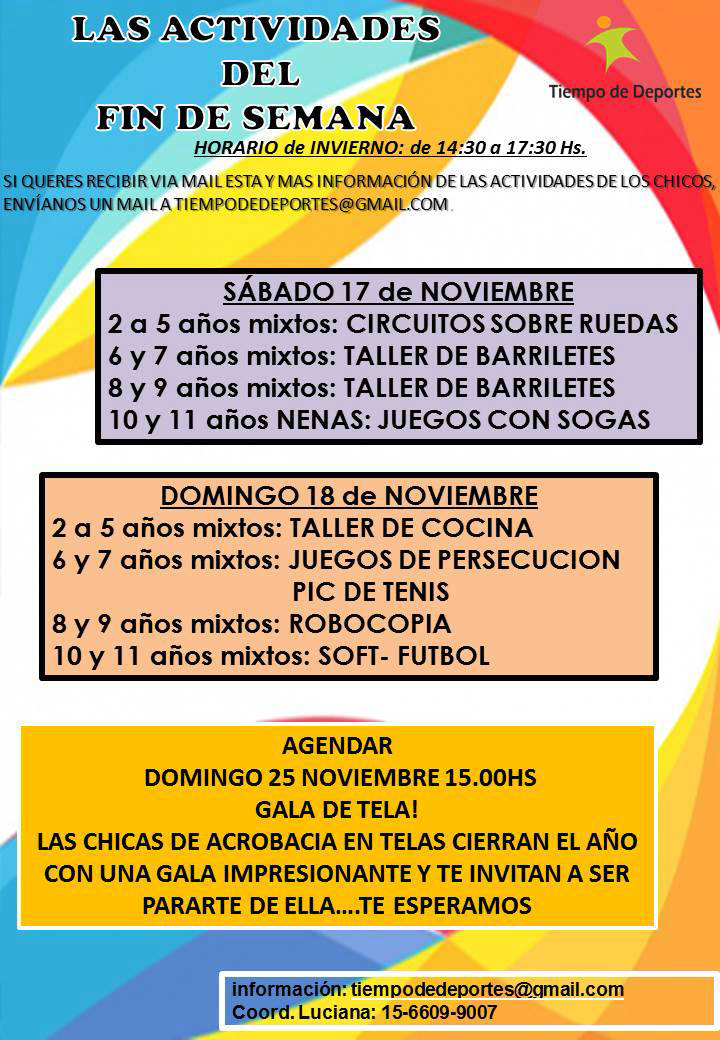 LAS ACTIVIDADES
DEL
FIN DE SEMANA
Tiempo de Deportes
HORARIO de INVIERNO: de 14:30 a 17:30 Hs.
SI QUERES RECIBIR VIA MAIL ESTA Y MAS INFORMACIÓN DE LAS ACTIVIDADES DE LOS CHICOS,
ENVÍANOS UN MAIL A TIEMPODEDEPORTES@GMAIL.COM.
SÁBADO 17 de NOVIEMBRE
2 a 5 años mixtos: CIRCUITOS SOBRE RUEDAS
6 y 7 años mixtos: TALLER DE BARRILETES
8 y 9 años mixtos: TALLER DE BARRILETES
10 y 11 años NENAS: JUEGOS CON SOGAS
DOMINGO 18 de NOVIEMBRE
2 a 5 años mixtos: TALLER DE COCINA
6 y 7 años mixtos: JUEGOS DE PERSECUCION
PIC DE TENIS
8 y 9 años mixtos: ROBOCOPIA
10 y 11 años mixtos: SOFT- FUTBOL
AGENDAR
DOMINGO 25 NOVIEMBRE 15.00HS
GALA DE TELA!
LAS CHICAS DE ACROBACIA EN TELAS CIERRAN EL AÑO
CON UNA GALA IMPRESIONANTE Y TE INVITAN A SER
PARARTE DE ELLA....TE ESPERAMOS
información: tiempodedeportes@gmail.com
Coord. Luciana: 15-6609-9007